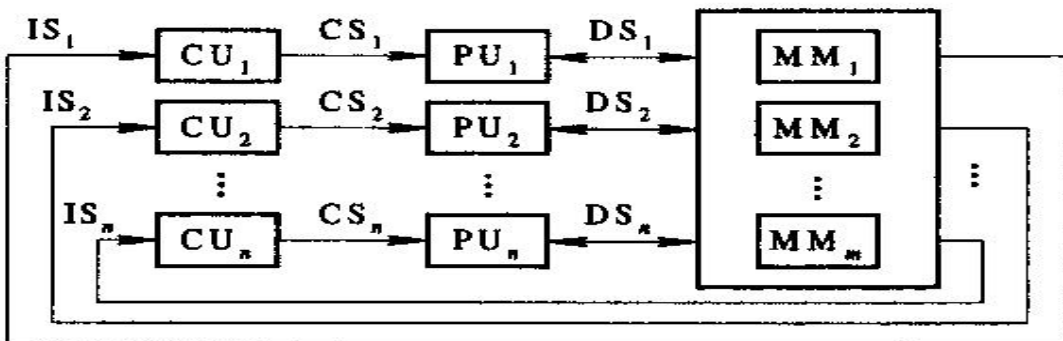 IS₁ CU₁ CS₁ PU₁ DS₁ MM₁
IS₂ CU₂ CS₂ PU₂ DS₂ MM₂
⋮ ⋮ ⋮ ⋮
ISₙ CUₙ CSₙ PUₙ DSₙ MMₘ